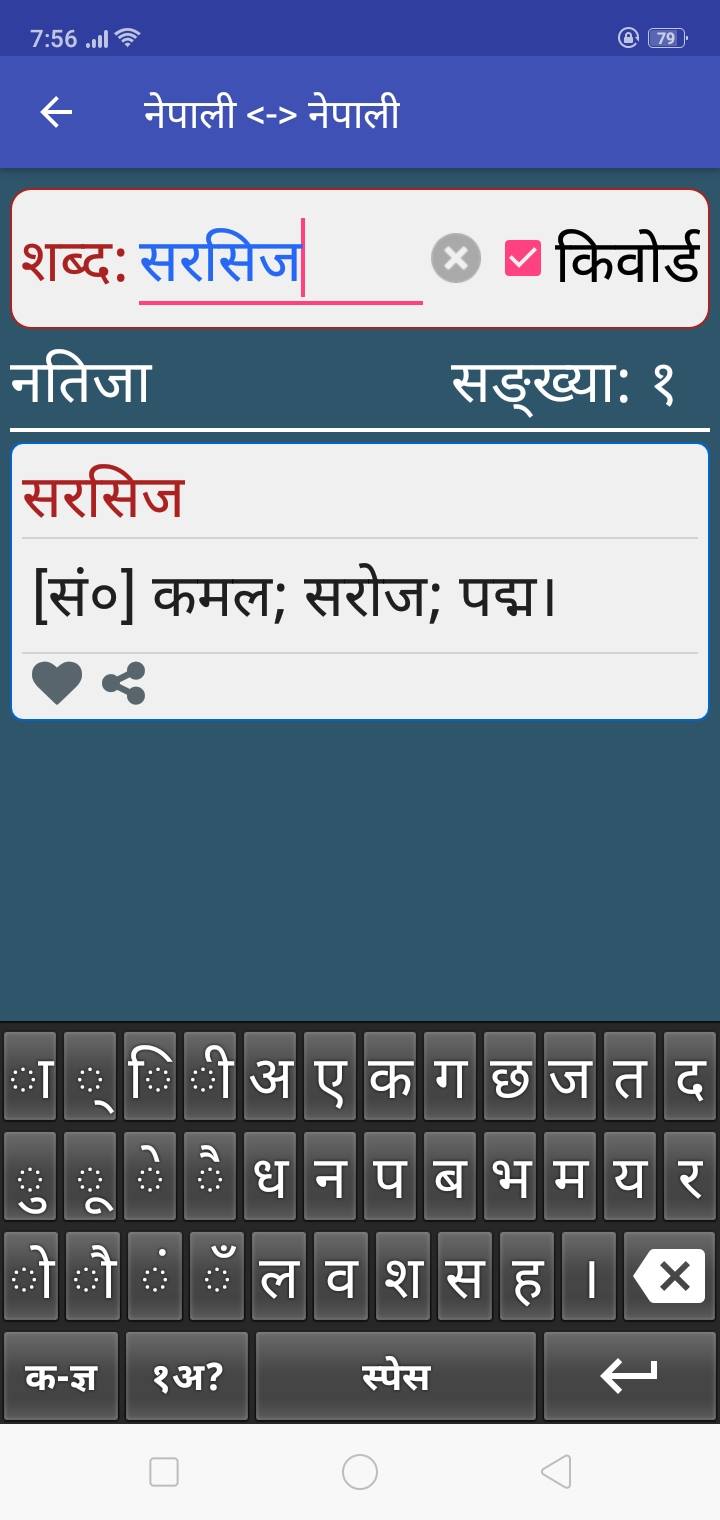 7:56 79
नेपाली <-> नेपाली
शब्द: सरसिज किवोर्ड
नतिजा सङ्ख्या: १
सरसिज
[सं०] कमल; सरोज; पद्म।
ा ् ि ी अ ए क ग छ ज त द
ु ू े ै ध न प ब भ म य र
ो ौ ं ँ ल व श स ह ।
क-ज्ञ १अ? स्पेस